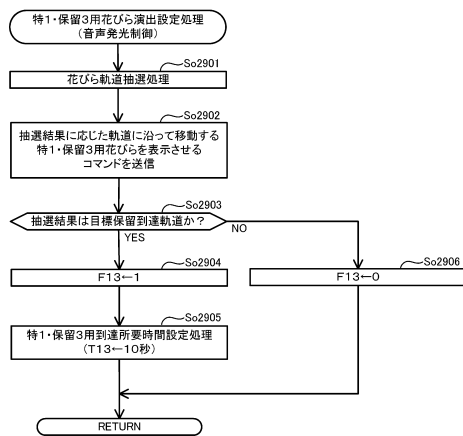 特1・保留3用花びら演出設定処理
(音声発光制御)
So2901
花びら軌道抽選処理
So2902
抽選結果に応じた軌道に沿って移動する
特1・保留3用花びらを表示させる
コマンドを送信
So2903
抽選結果は目標保留到達軌道か?
YES
NO
So2904
F13←1
So2906
F13←0
So2905
特1・保留3用到達所要時間設定処理
(T13←10秒)
RETURN